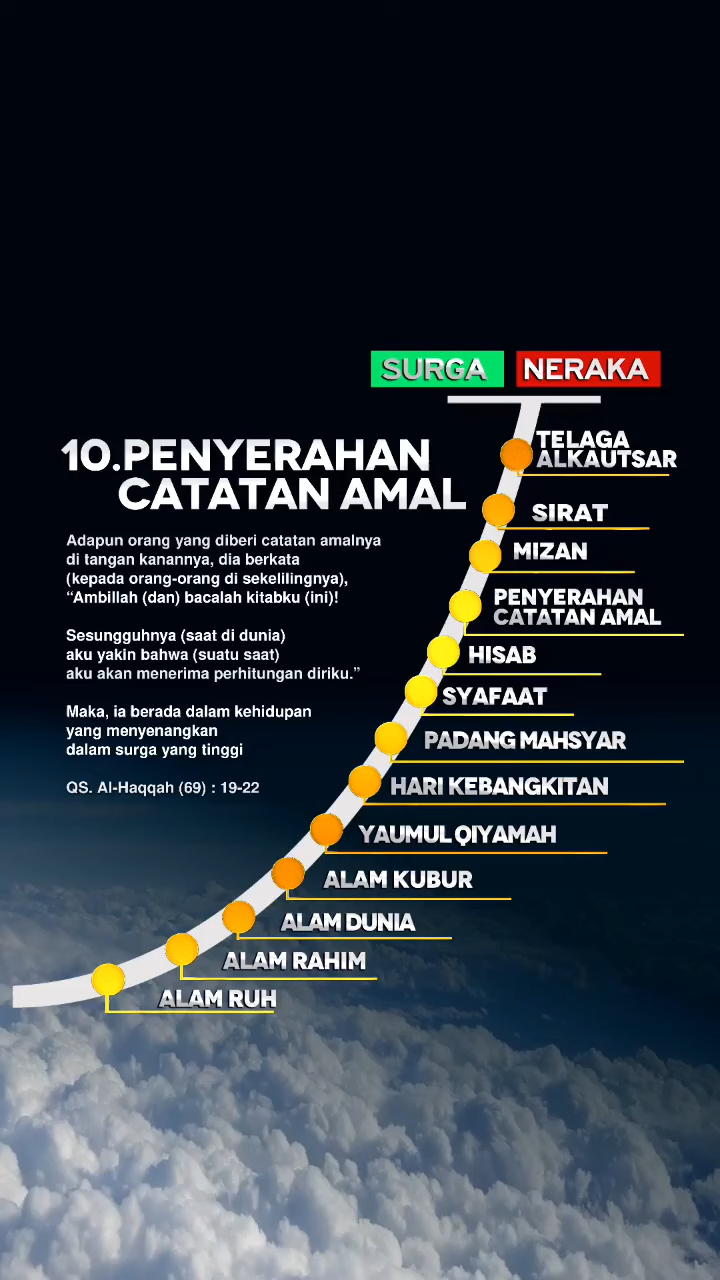 SURGA
NERAKA
10.PENYERAHAN
CATATAN AMAL
Adapun orang yang diberi catatan amalnya
di tangan kanannya, dia berkata
(kepada orang-orang di sekelilingnya),
“Ambillah (dan) bacalah kitabku (ini)!
Sesungguhnya (saat di dunia)
aku yakin bahwa (suatu saat)
aku akan menerima perhitungan diriku.”
Maka, ia berada dalam kehidupan
yang menyenangkan
dalam surga yang tinggi
QS. Al-Haqqah (69) : 19-22
TELAGA
ALKAUTSAR
SIRAT
MIZAN
PENYERAHAN
CATATAN AMAL
HISAB
SYAFAAT
PADANG MAHSYAR
HARI KEBANGKITAN
YAUMUL QIYAMAH
ALAM KUBUR
ALAM DUNIA
ALAM RAHIM
ALAM RUH